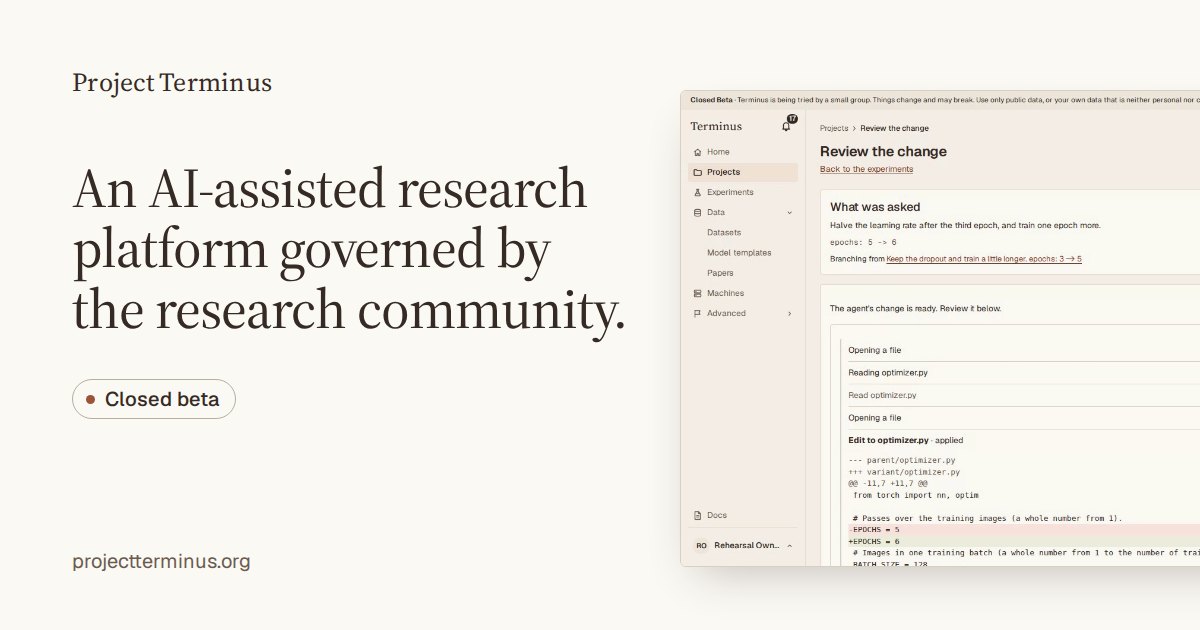 Project Terminus
An AI-assisted research
platform governed by
the research community.
Closed beta
projectterminus.org
Closed Beta · Terminus is being tried by a small group. Things change and may break. Use only public data, or your own data that is neither personal nor
Terminus
17
Home
Projects
Experiments
Data
Datasets
Model templates
Papers
Machines
Advanced
Docs
RO Rehearsal Own...
Projects > Review the change
Review the change
Back to the experiments
What was asked
Halve the learning rate after the third epoch, and train one epoch more.
epochs: 5 -> 6
Branching from Keep the dropout and train a little longer. epochs: 3 -> 5
The agent's change is ready. Review it below.
Opening a file
Reading optimizer.py
Read optimizer.py
Opening a file
Edit to optimizer.py · applied
--- parent/optimizer.py
+++ variant/optimizer.py
@@ -11,7 +11,7 @@
from torch import nn, optim
# Passes over the training images (a whole number from 1).
-EPOCHS = 5
+EPOCHS = 6
# Images in one training batch (a whole number from 1 to the number of
BATCH_SIZE = 128